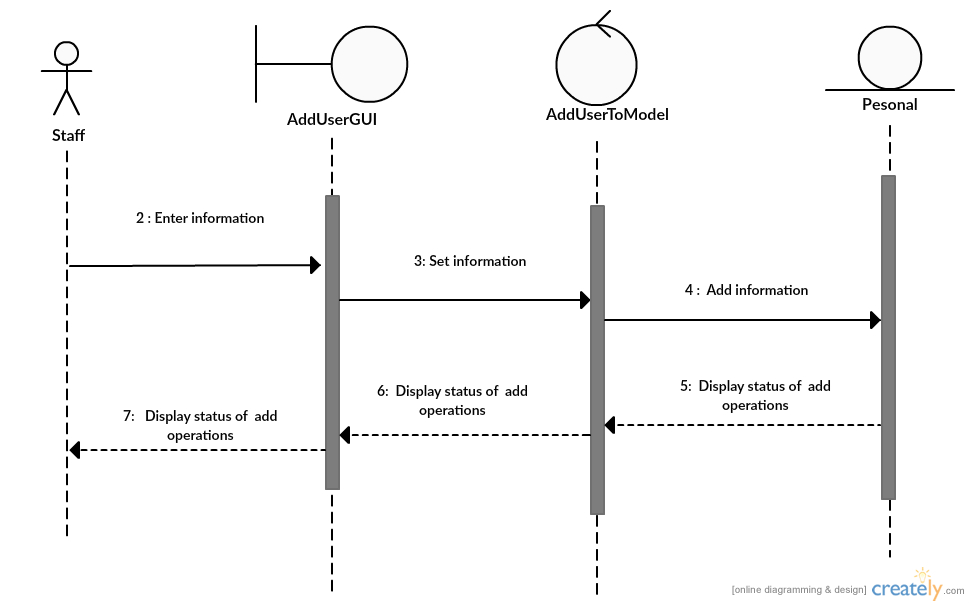 Staff
AddUserGUI
AddUserToModel
Pesonal
2 : Enter information
3: Set information
4 : Add information
5: Display status of add
operations
6: Display status of add
operations
7: Display status of add
operations
[online diagramming & design] creately.com